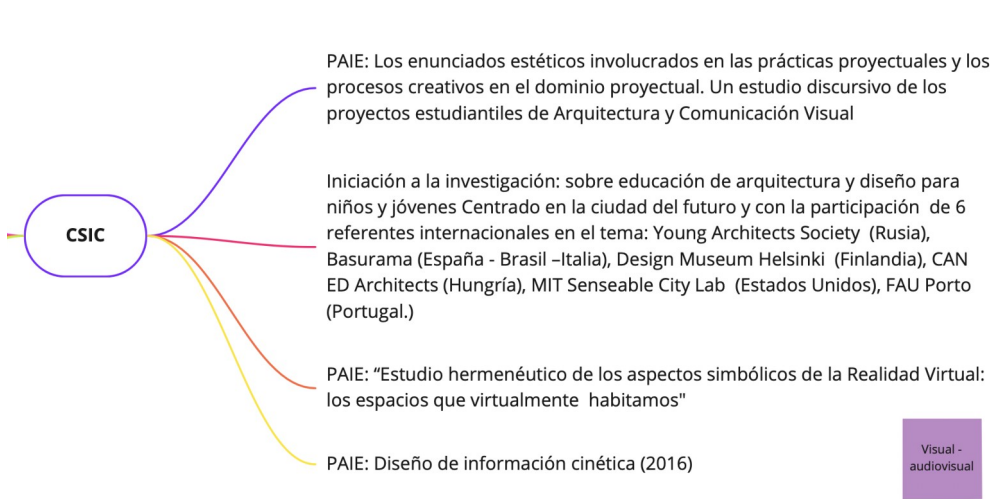 CSIC
PAIE: Los enunciados estéticos involucrados en las prácticas proyectuales y los
procesos creativos en el dominio proyectual. Un estudio discursivo de los
proyectos estudiantiles de Arquitectura y Comunicación Visual
Iniciación a la investigación: sobre educación de arquitectura y diseño para
niños y jóvenes Centrado en la ciudad del futuro y con la participación  de 6
referentes internacionales en el tema: Young Architects Society  (Rusia),
Basurama (España - Brasil –Italia), Design Museum Helsinki  (Finlandia), CAN
ED Architects (Hungría), MIT Senseable City Lab  (Estados Unidos), FAU Porto
(Portugal.)
PAIE: “Estudio hermenéutico de los aspectos simbólicos de la Realidad Virtual:
los espacios que virtualmente  habitamos"
PAIE: Diseño de información cinética (2016)
Visual -
audiovisual